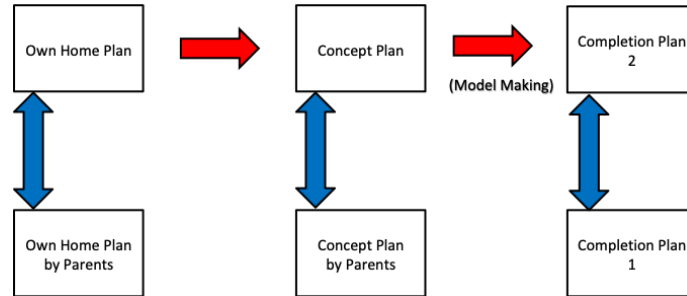 Own Home Plan
Concept Plan
(Model Making)
Completion Plan
2
Own Home Plan
by Parents
Concept Plan
by Parents
Completion Plan
1